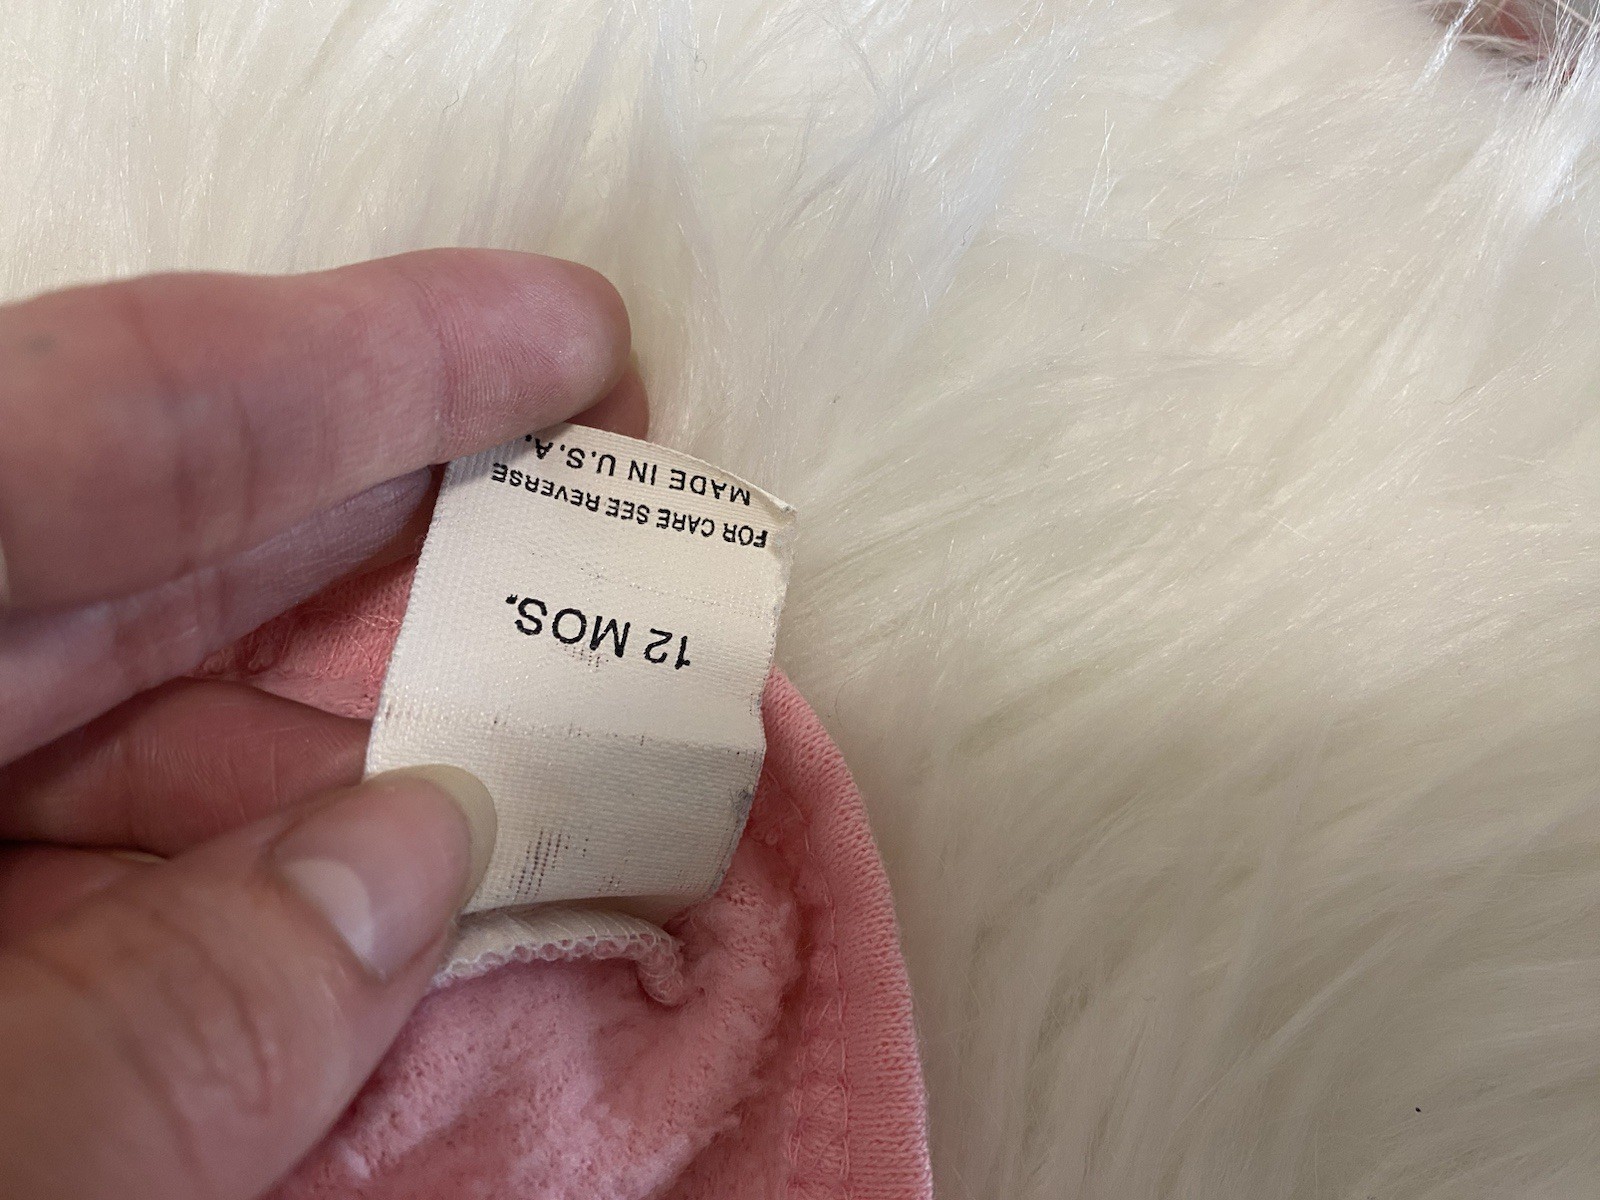 12 MOS.
FOR CARE SEE REVERSE
MADE IN U.S.A.